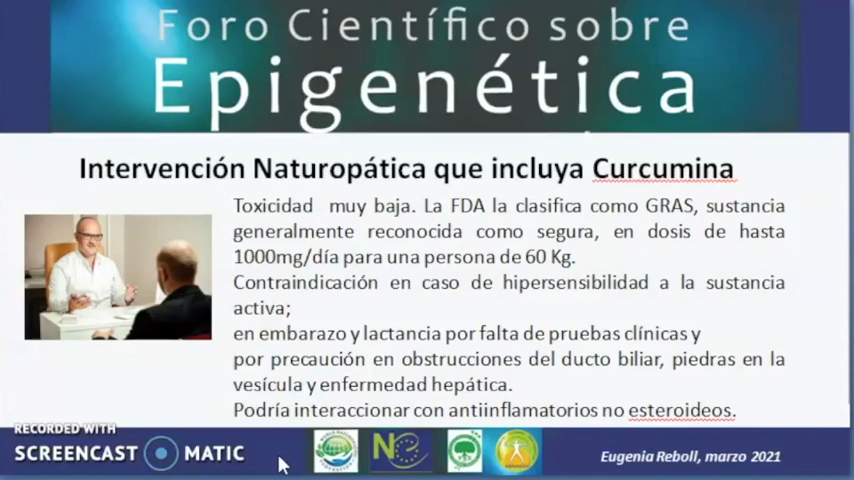 Foro Científico sobre
Epigenética
Intervención Naturopática que incluya Curcumina
Toxicidad muy baja. La FDA la clasifica como GRAS, sustancia
generalmente reconocida como segura, en dosis de hasta
1000mg/día para una persona de 60 Kg.
Contraindicación en caso de hipersensibilidad a la sustancia
activa;
en embarazo y lactancia por falta de pruebas clínicas y
por precaución en obstrucciones del ducto biliar, piedras en la
vesícula y enfermedad hepática.
Podría interaccionar con antiinflamatorios no esteroideos.
RECORDED WITH
SCREENCAST MATIC
Eugenia Reboll, marzo 2021